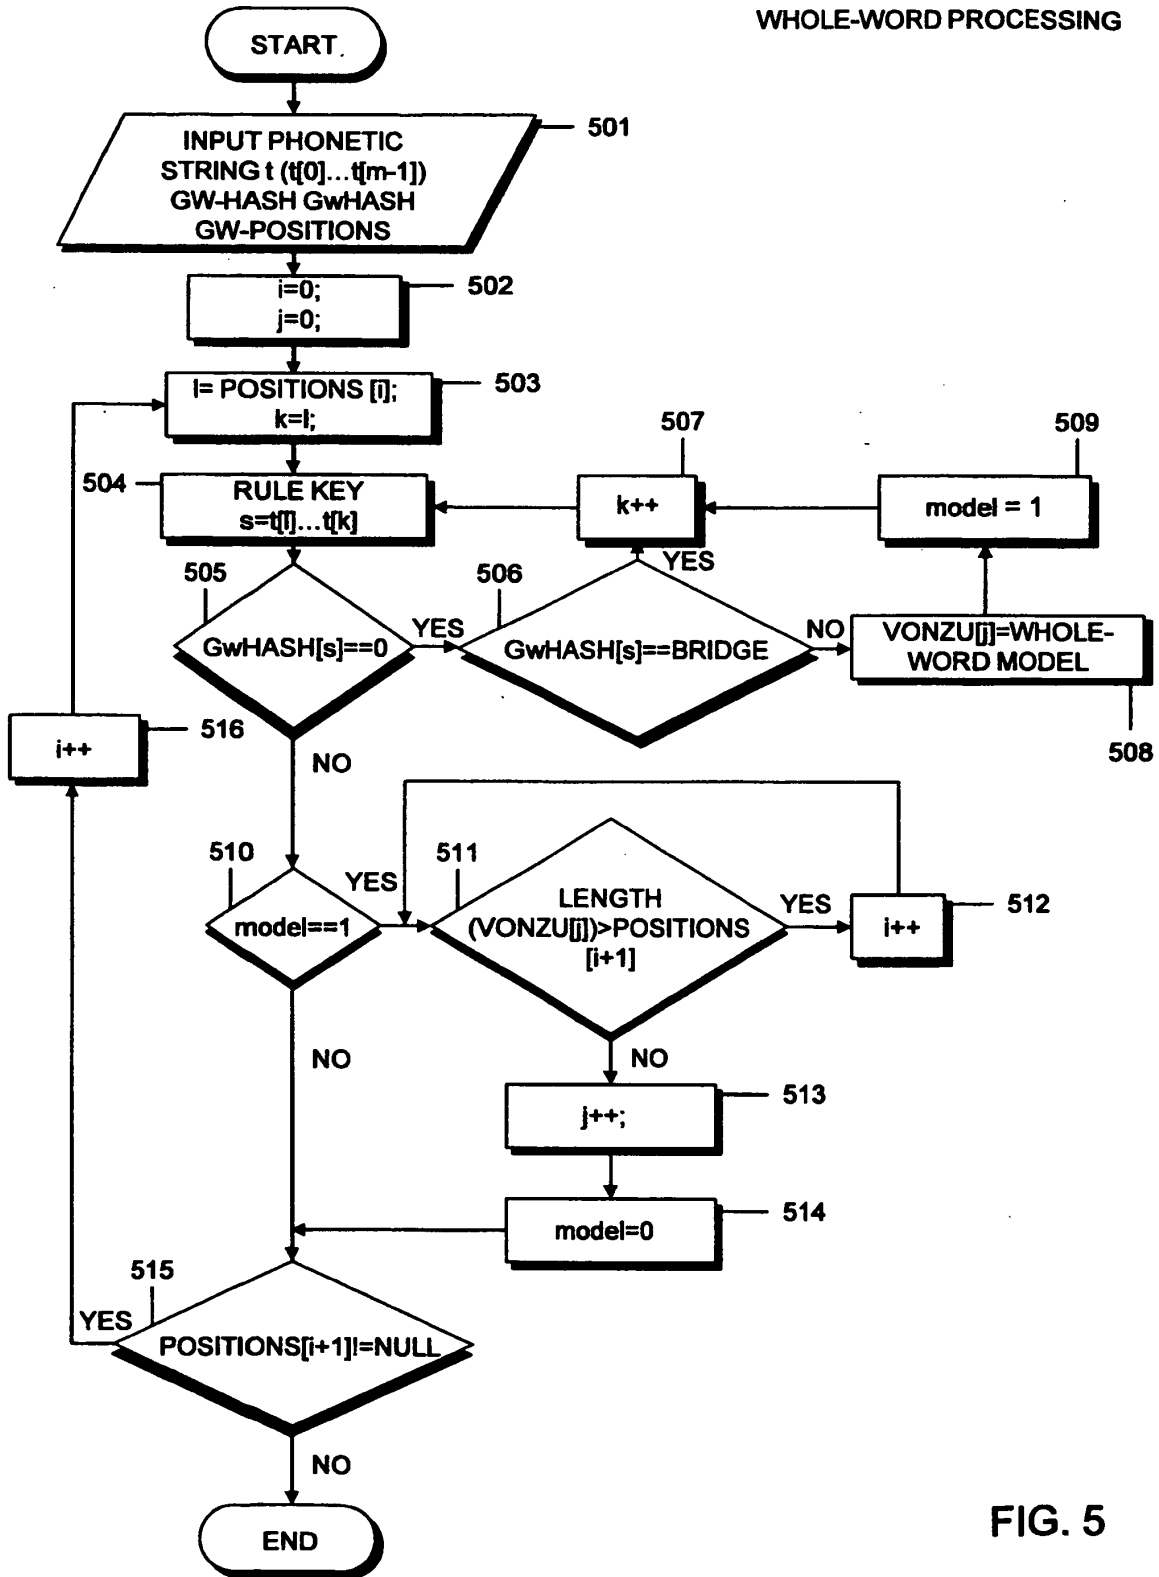 WHOLE-WORD PROCESSING
START
INPUT PHONETIC
STRING t (t[0]...t[m-1])
GW-HASH GwHASH
GW-POSITIONS
501
i=0;
j=0;
502
l= POSITIONS [i];
k=l;
503
504
RULE KEY
s=t[l]...t[k]
507
k++
509
model = 1
505
GwHASH[s]==0
YES
506
GwHASH[s]==BRIDGE
YES
NO
VONZU[j]=WHOLE-
WORD MODEL
508
i++
516
NO
510
model==1
YES
511
LENGTH
(VONZU[j])>POSITIONS
[i+1]
YES
i++
512
NO
NO
j++;
513
model=0
514
515
YES
POSITIONS[i+1]!=NULL
NO
END
FIG. 5